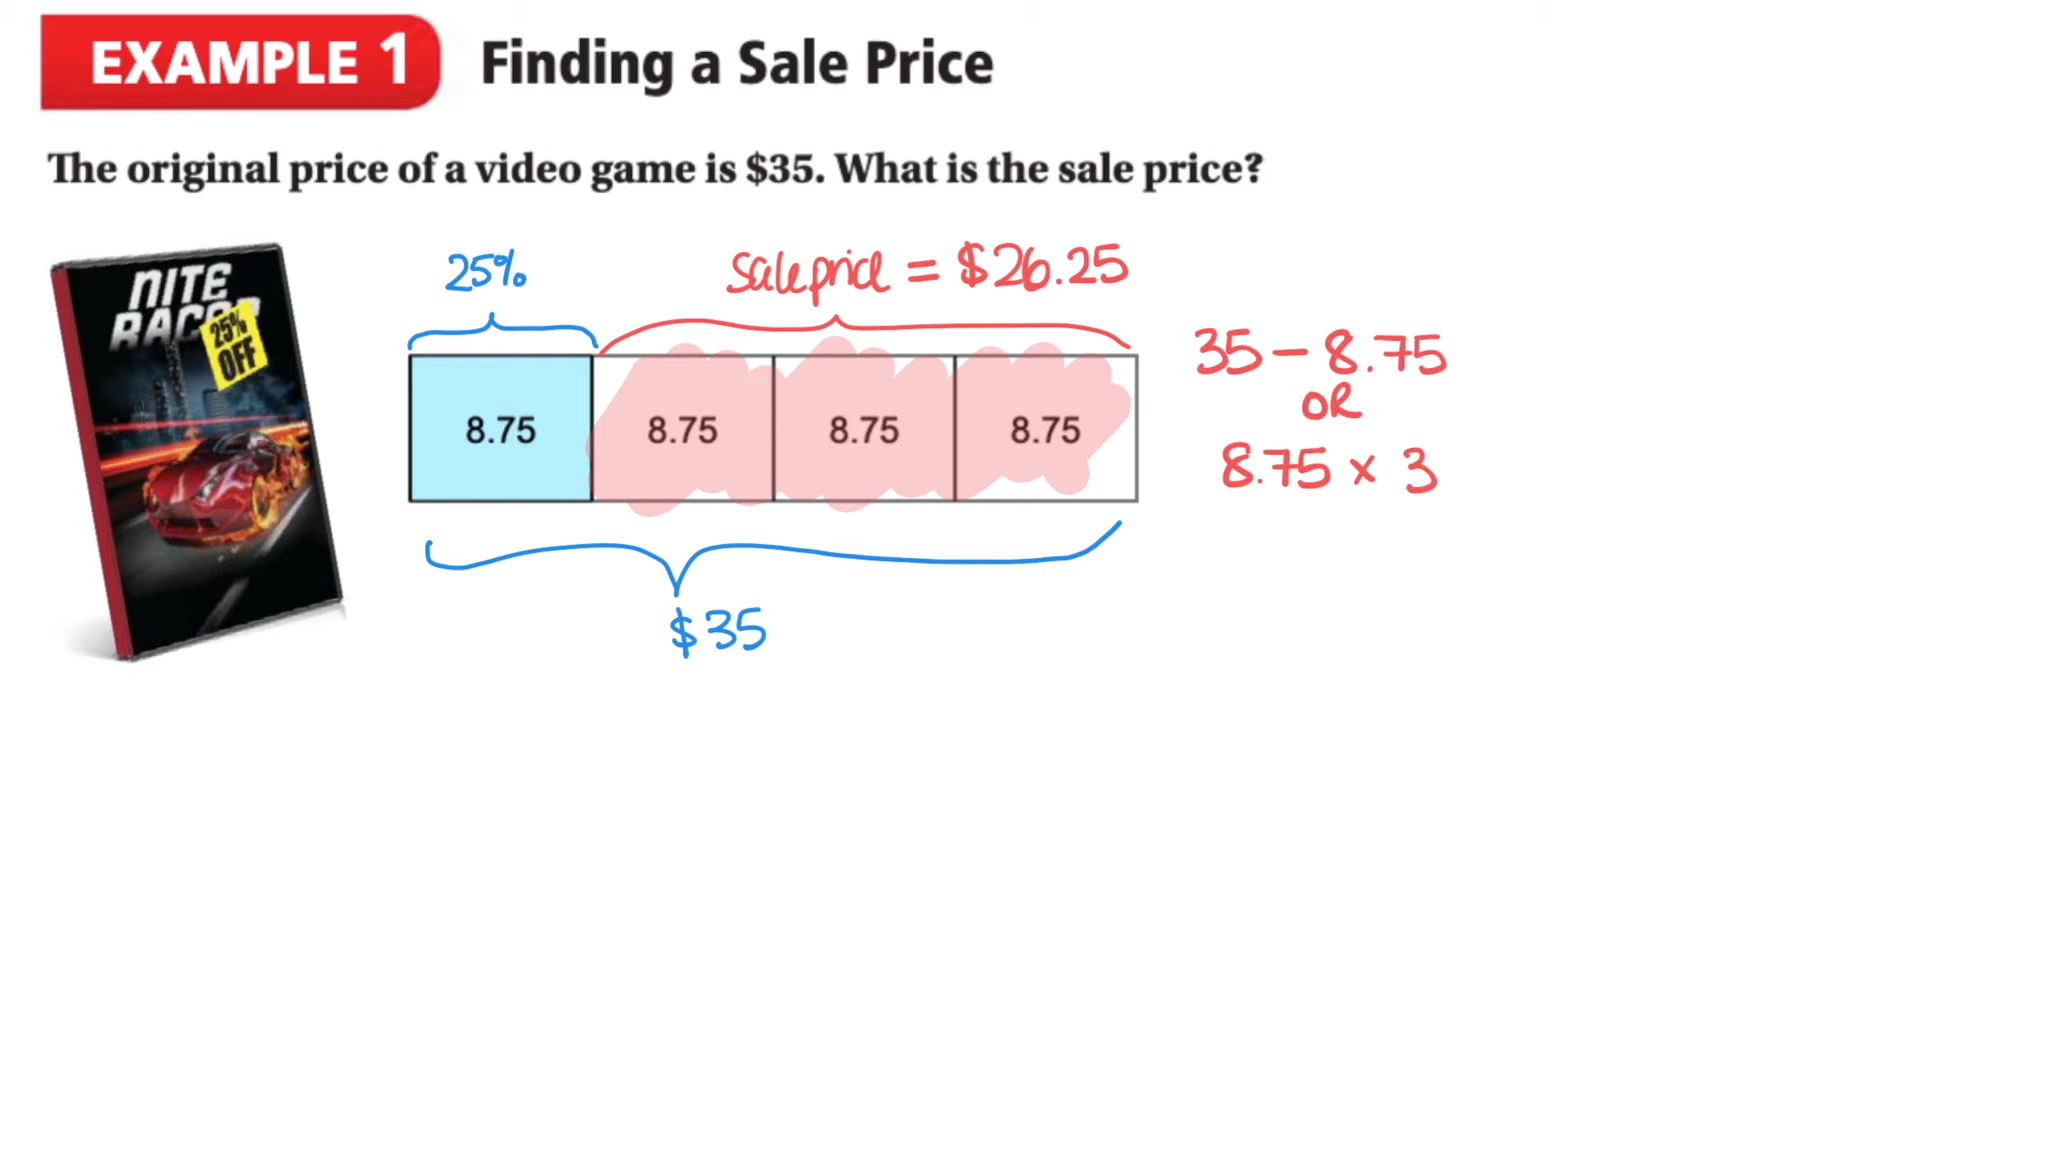 EXAMPLE 1 Finding a Sale Price
The original price of a video game is $35. What is the sale price?
NITE
RACER
25%
OFF
25%
sale price = $26.25
8.75 8.75 8.75 8.75
35 – 8.75
OR
8.75 x 3
$35